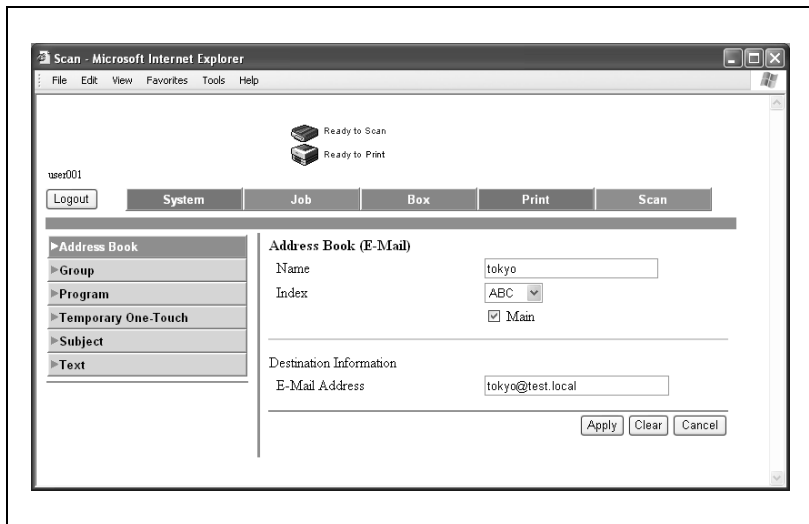 Scan - Microsoft Internet Explorer
File Edit View Favorites Tools Help
Ready to Scan
Ready to Print
user001
Logout System Job Box Print Scan
Address Book
Group
Program
Temporary One-Touch
Subject
Text
Address Book (E-Mail)
Name tokyo
Index ABC
Main
Destination Information
E-Mail Address tokyo@test.local
Apply Clear Cancel